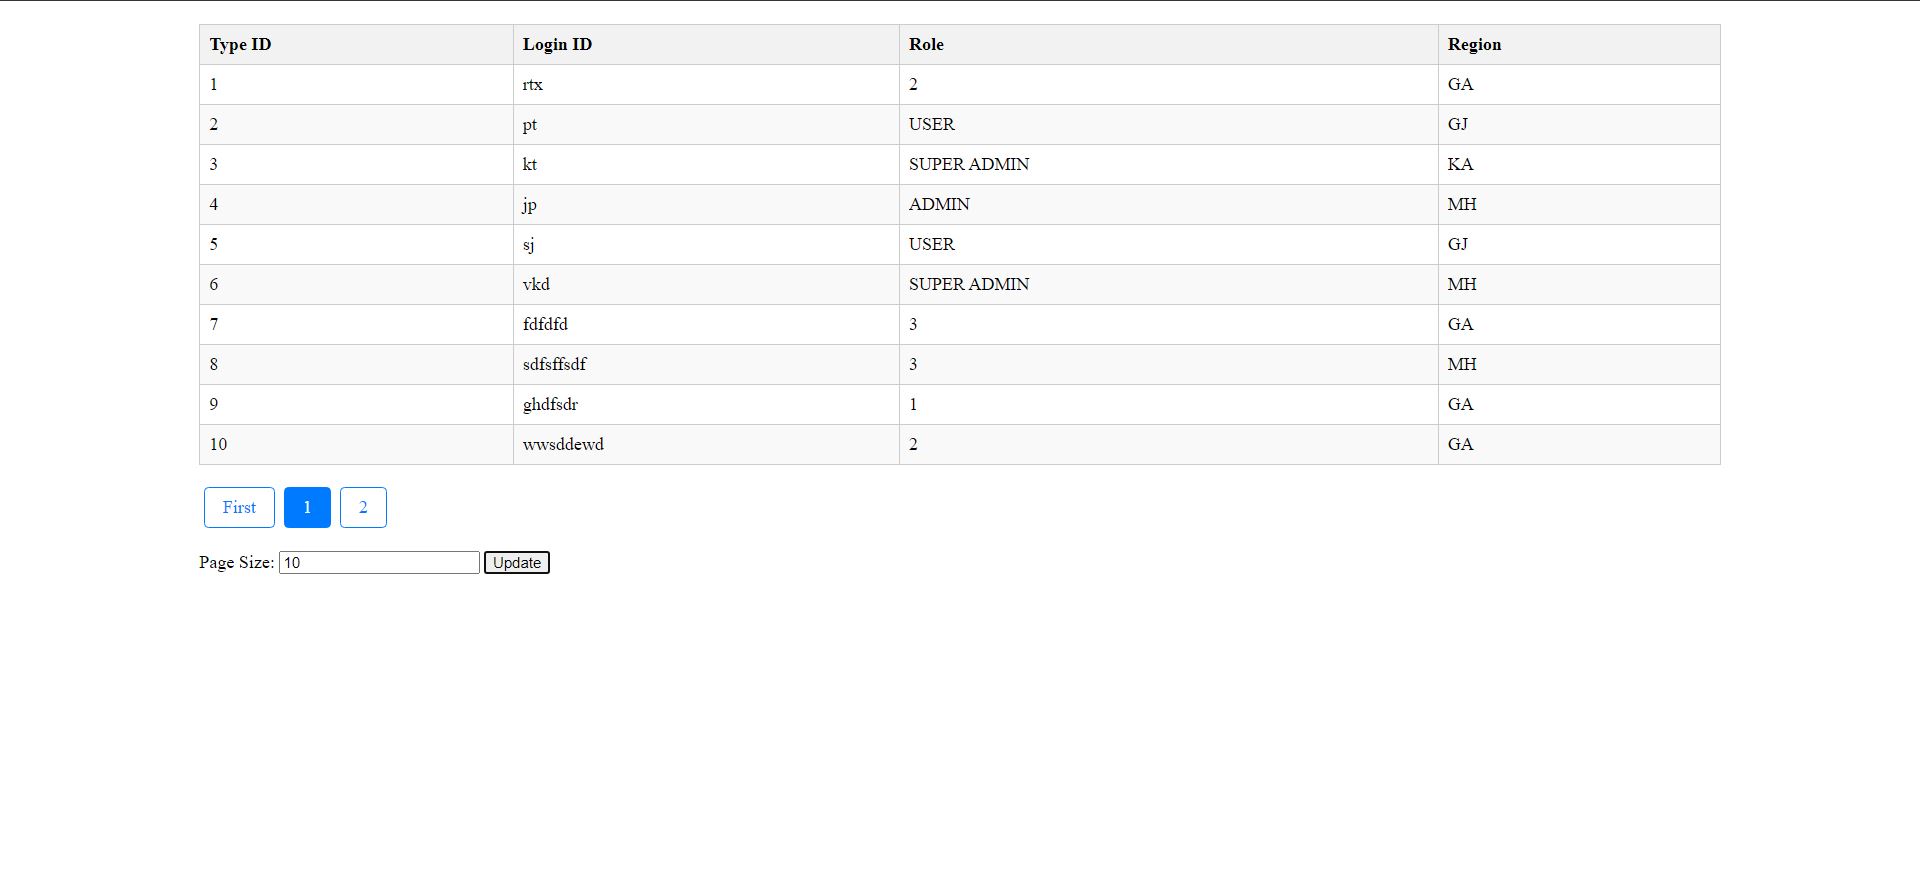 Type ID Login ID Role Region
1 rtx 2 GA
2 pt USER GJ
3 kt SUPER ADMIN KA
4 jp ADMIN MH
5 sj USER GJ
6 vkd SUPER ADMIN MH
7 fdfdfd 3 GA
8 sdfsffsdf 3 MH
9 ghdfsdr 1 GA
10 wwsddewd 2 GA
First 1 2
Page Size: 10 Update